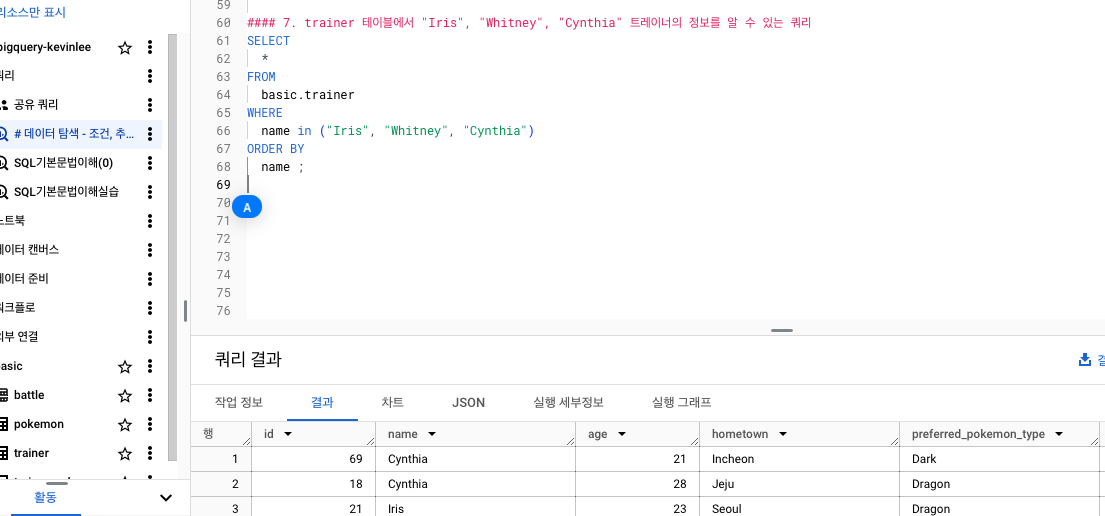 리소스만 표시
bigquery-kevinlee
쿼리
공유 쿼리
# 데이터 탐색 - 조건, 추...
SQL기본문법이해(0)
SQL기본문법이해실습
노트북
데이터 캔버스
데이터 준비
워크플로
외부 연결
basic
battle
pokemon
trainer
활동
59
60 #### 7. trainer 테이블에서 "Iris", "Whitney", "Cynthia" 트레이너의 정보를 알 수 있는 쿼리
61 SELECT
62 *
63 FROM
64 basic.trainer
65 WHERE
66 name in ("Iris", "Whitney", "Cynthia")
67 ORDER BY
68 name ;
69
70
A
71
72
73
74
75
76
쿼리 결과
작업 정보 결과 차트 JSON 실행 세부정보 실행 그래프
행 id name age hometown preferred_pokemon_type
1 69 Cynthia 21 Incheon Dark
2 18 Cynthia 28 Jeju Dragon
3 21 Iris 23 Seoul Dragon